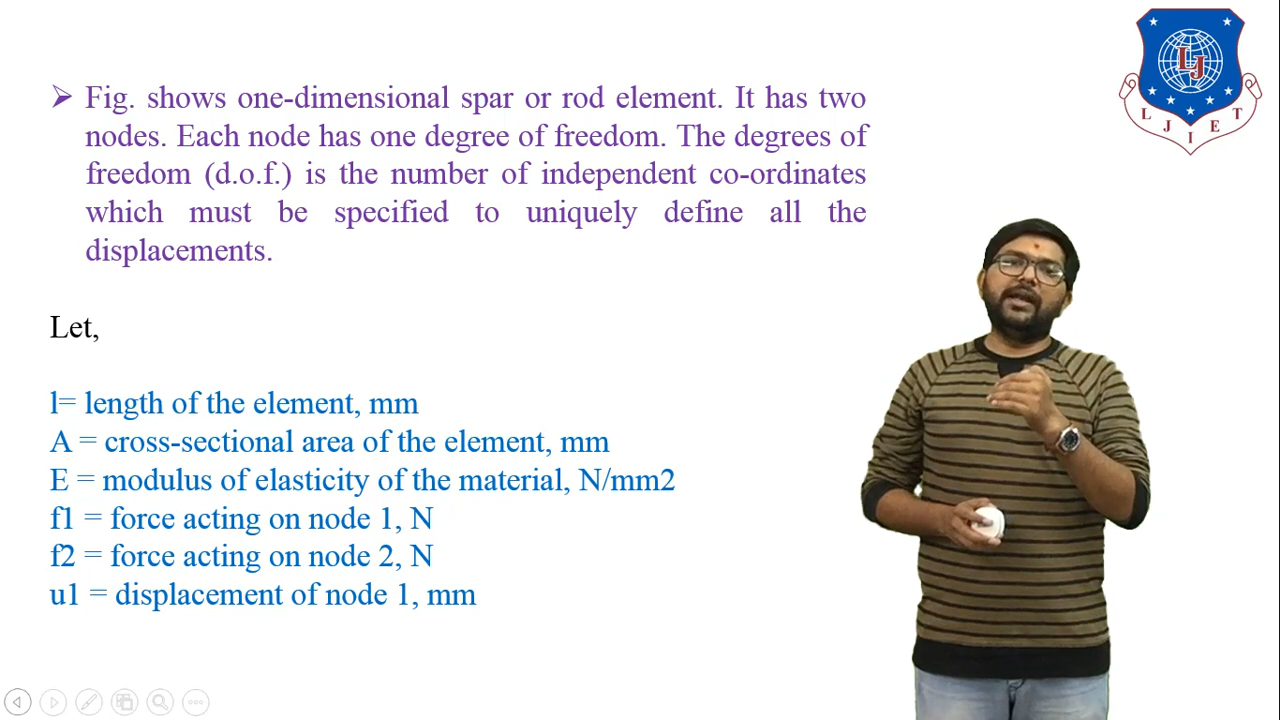 ➢ Fig. shows one-dimensional spar or rod element. It has two
nodes. Each node has one degree of freedom. The degrees of
freedom (d.o.f.) is the number of independent co-ordinates
which must be specified to uniquely define all the
displacements.
Let,
l= length of the element, mm
A = cross-sectional area of the element, mm
E = modulus of elasticity of the material, N/mm2
f1 = force acting on node 1, N
f2 = force acting on node 2, N
u1 = displacement of node 1, mm
LJ
L J I E T